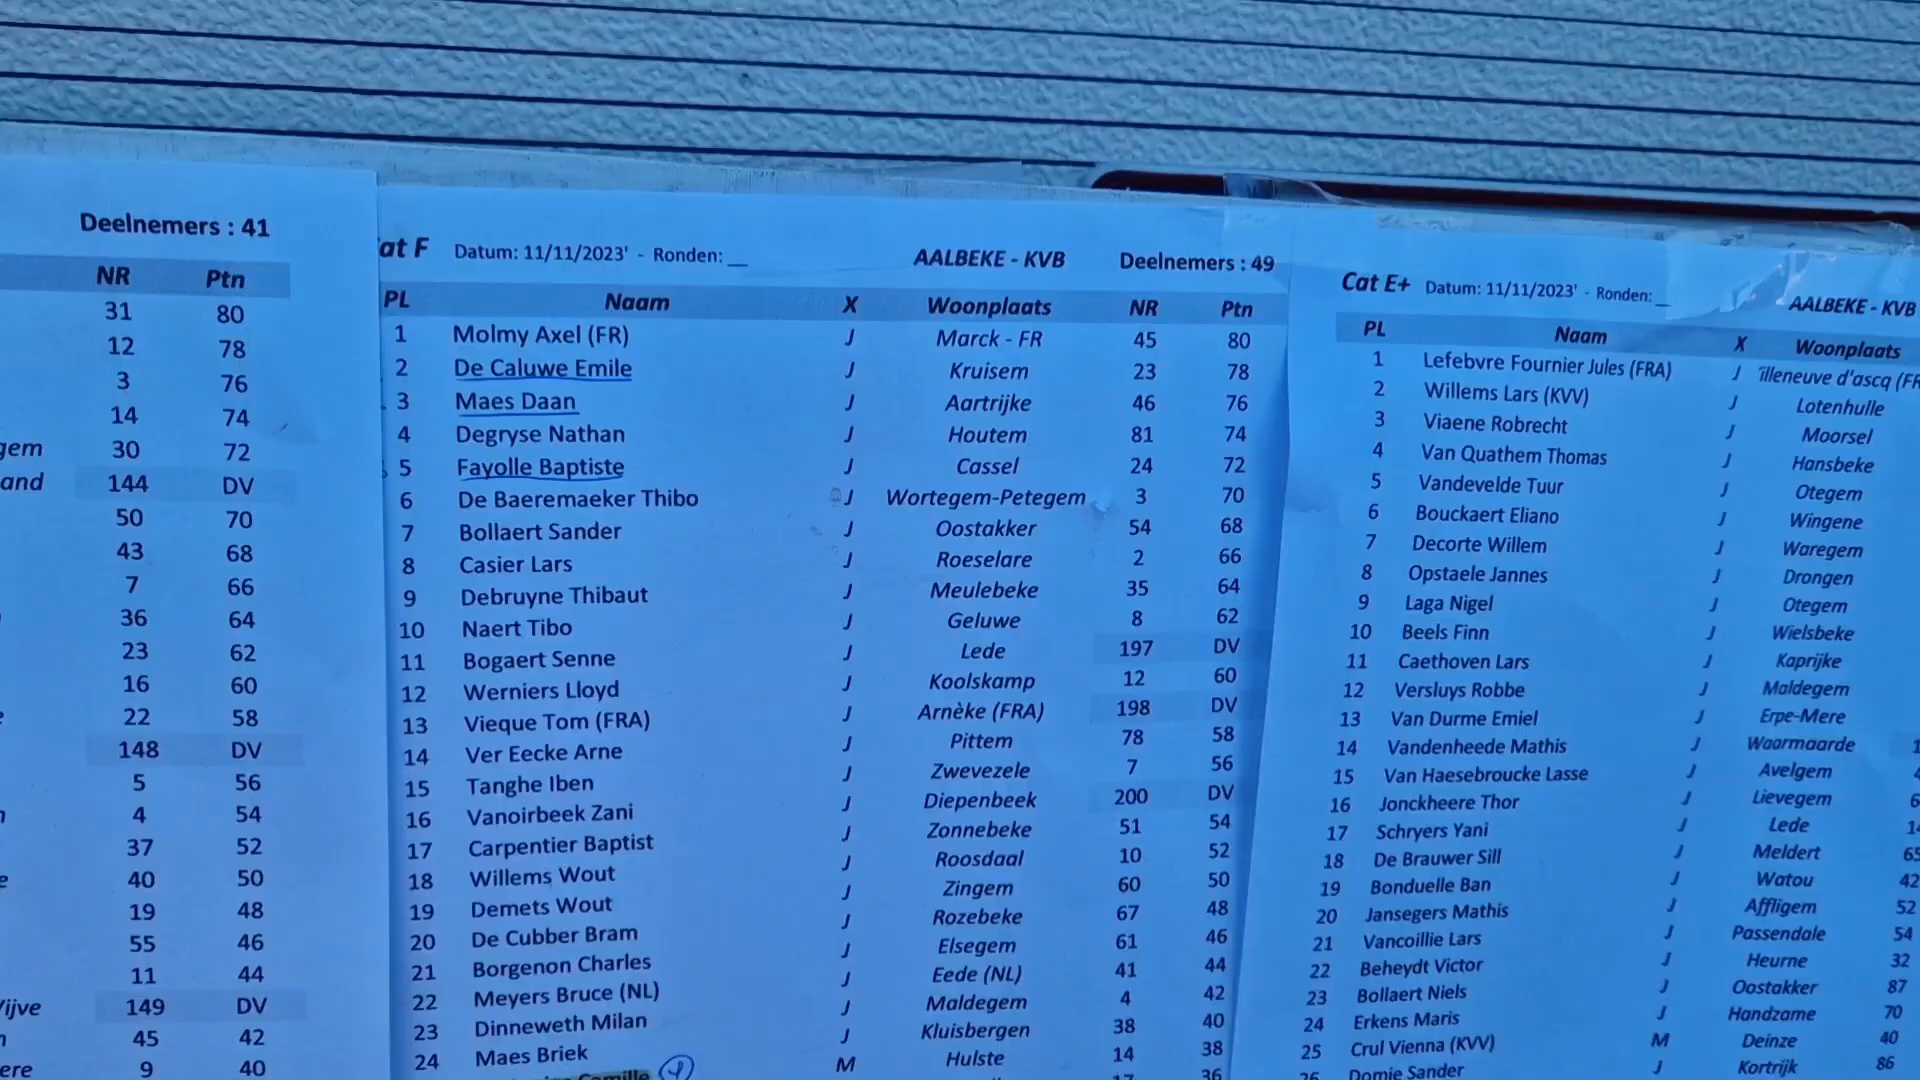 Deelnemers : 41
NR Ptn
31 80
12 78
3 76
14 74
gem 30 72
and 144 DV
50 70
43 68
7 66
36 64
23 62
16 60
22 58
148 DV
5 56
4 54
37 52
40 50
19 48
55 46
11 44
ijve 149 DV
45 42
ere 9 40
at F Datum: 11/11/2023' - Ronden: __ AALBEKE - KVB Deelnemers : 49
PL Naam X Woonplaats NR Ptn
1 Molmy Axel (FR) J Marck - FR 45 80
2 De Caluwe Emile J Kruisem 23 78
3 Maes Daan J Aartrijke 46 76
4 Degryse Nathan J Houtem 81 74
5 Fayolle Baptiste J Cassel 24 72
6 De Baeremaeker Thibo J Wortegem-Petegem 3 70
7 Bollaert Sander J Oostakker 54 68
8 Casier Lars J Roeselare 2 66
9 Debruyne Thibaut J Meulebeke 35 64
10 Naert Tibo J Geluwe 8 62
11 Bogaert Senne J Lede 197 DV
12 Werniers Lloyd J Koolskamp 12 60
13 Vieque Tom (FRA) J Arnèke (FRA) 198 DV
14 Ver Eecke Arne J Pittem 78 58
15 Tanghe Iben J Zwevezele 7 56
16 Vanoirbeek Zani J Diepenbeek 200 DV
17 Carpentier Baptist J Zonnebeke 51 54
18 Willems Wout J Roosdaal 10 52
19 Demets Wout J Zingem 60 50
20 De Cubber Bram J Rozebeke 67 48
21 Borgenon Charles J Elsegem 61 46
22 Meyers Bruce (NL) J Eede (NL) 41 44
23 Dinneweth Milan J Maldegem 4 42
24 Maes Briek J Kluisbergen 38 40
Camille M Hulste 14 38
17 36
Cat E+ Datum: 11/11/2023' - Ronden: __ AALBEKE - KVB
PL Naam X Woonplaats
1 Lefebvre Fournier Jules (FRA) J illeneuve d'ascq (FR
2 Willems Lars (KVV) J Lotenhulle
3 Viaene Robrecht J Moorsel
4 Van Quathem Thomas J Hansbeke
5 Vandevelde Tuur J Otegem
6 Bouckaert Eliano J Wingene
7 Decorte Willem J Waregem
8 Opstaele Jannes J Drongen
9 Laga Nigel J Otegem
10 Beels Finn J Wielsbeke
11 Caethoven Lars J Kaprijke
12 Versluys Robbe J Maldegem
13 Van Durme Emiel J Erpe-Mere
14 Vandenheede Mathis J Waarmaarde 1
15 Van Haesebroucke Lasse J Avelgem 4
16 Jonckheere Thor J Lievegem 6
17 Schryers Yani J Lede 14
18 De Brauwer Sill J Meldert 65
19 Bonduelle Ban J Watou 42
20 Jansegers Mathis J Affligem 52
21 Vancoillie Lars J Passendale 54
22 Beheydt Victor J Heurne 32
23 Bollaert Niels J Oostakker 87
24 Erkens Maris J Handzame 70
25 Crul Vienna (KVV) M Deinze 40
26 Domie Sander J Kortrijk 86